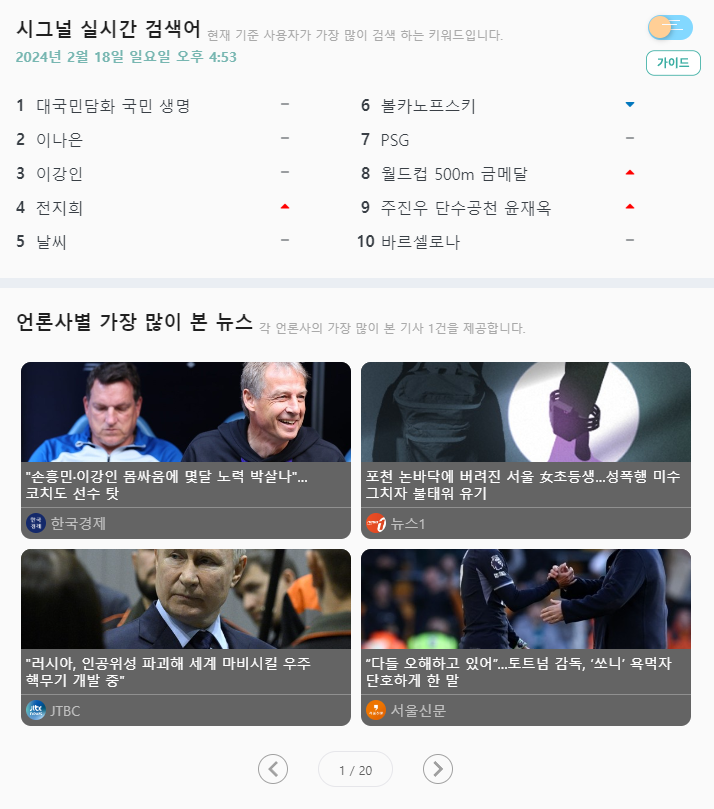 시그널 실시간 검색어 현재 기준 사용자가 가장 많이 검색 하는 키워드입니다.
2024년 2월 18일 일요일 오후 4:53
가이드
1 대국민담화 국민 생명 –
2 이나은 –
3 이강인 –
4 전지희
5 날씨 –
6 볼카노프스키
7 PSG –
8 월드컵 500m 금메달
9 주진우 단수공천 윤재옥
10 바르셀로나 –
언론사별 가장 많이 본 뉴스 각 언론사의 가장 많이 본 기사 1건을 제공합니다.
"손흥민·이강인 몸싸움에 몇달 노력 박살나"...
코치도 선수 탓
한국경제
한국경제
포천 논바닥에 버려진 서울 女초등생…성폭행 미수
그치자 불태워 유기
뉴스1
"러시아, 인공위성 파괴해 세계 마비시킬 우주
핵무기 개발 중"
jtbc
news
JTBC
“다들 오해하고 있어”…토트넘 감독, ‘쏘니’ 욕먹자
단호하게 한 말
서울신문
1 / 20